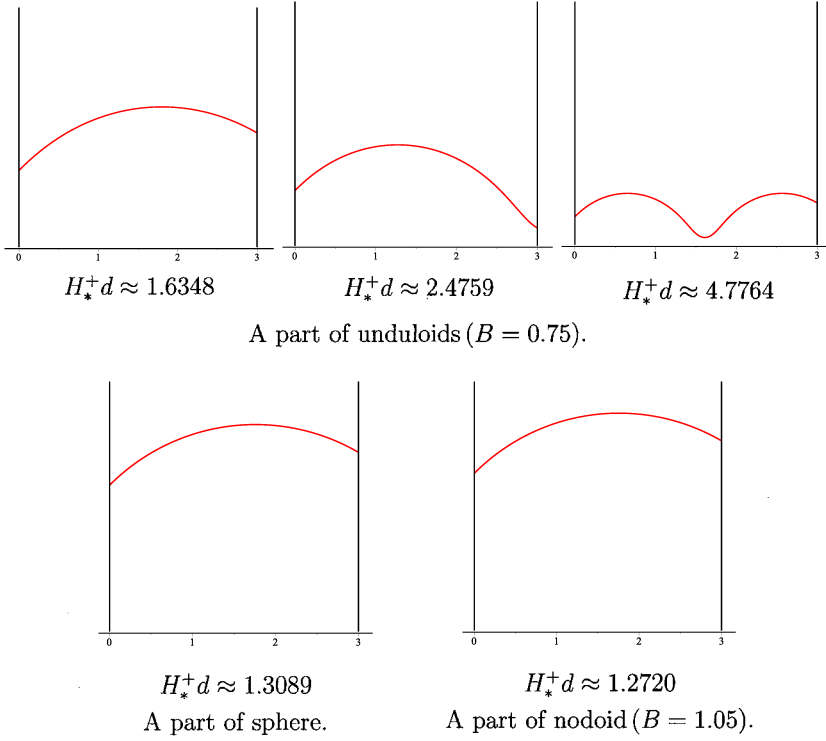 0 1 2 3
0 1 2 3
0 1 2 3
H⁺⁎d ≈ 1.6348
H⁺⁎d ≈ 2.4759
H⁺⁎d ≈ 4.7764
A part of unduloids (B = 0.75).
0 1 2 3
0 1 2 3
H⁺⁎d ≈ 1.3089
H⁺⁎d ≈ 1.2720
A part of sphere.
A part of nodoid (B = 1.05).